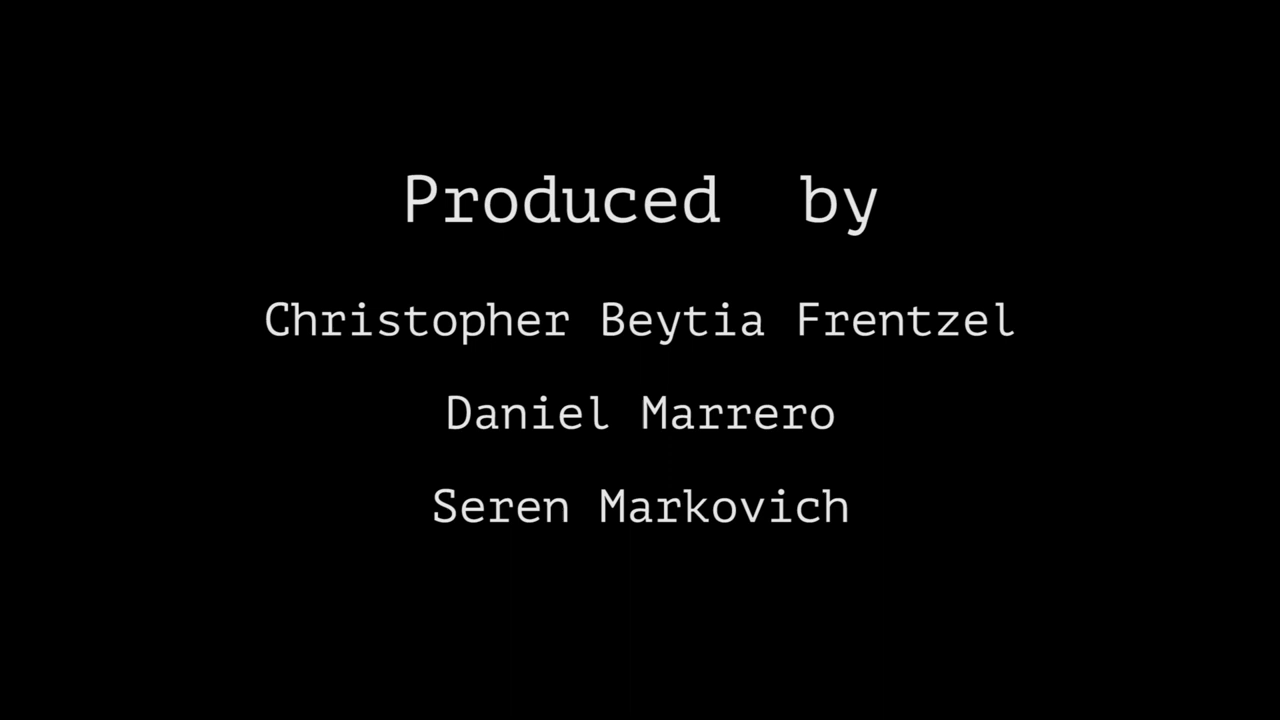 Produced by
Christopher Beytia Frentzel
Daniel Marrero
Seren Markovich